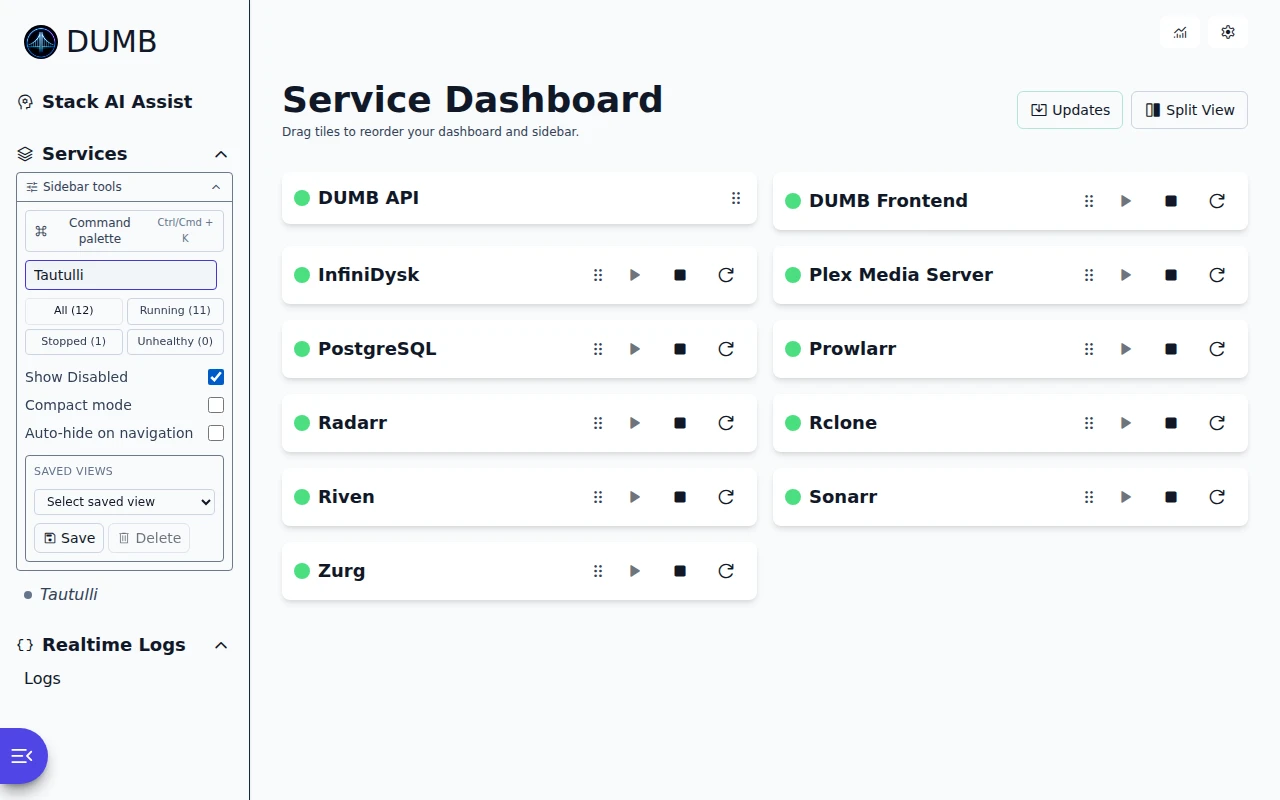 DUMB
Stack AI Assist
Services
Sidebar tools
Command palette
Ctrl/Cmd + K
Tautulli
All (12)
Running (11)
Stopped (1)
Unhealthy (0)
Show Disabled
Compact mode
Auto-hide on navigation
SAVED VIEWS
Select saved view
Save
Delete
Tautulli
Realtime Logs
Logs
Service Dashboard
Drag tiles to reorder your dashboard and sidebar.
Updates
Split View
DUMB API
DUMB Frontend
InfiniDysk
Plex Media Server
PostgreSQL
Prowlarr
Radarr
Rclone
Riven
Sonarr
Zurg